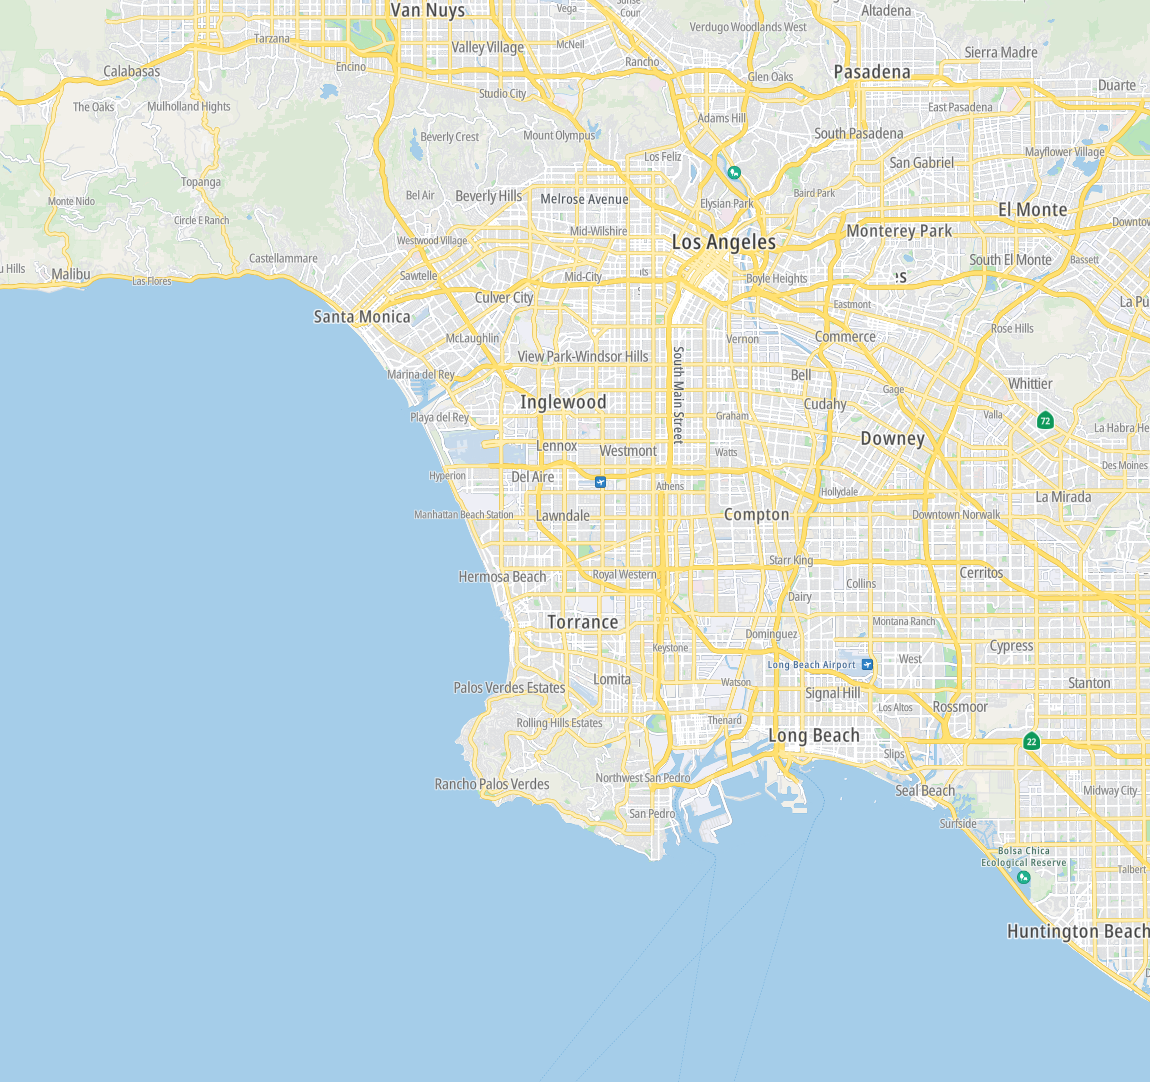 Van Nuys
Vega
Altadena
Verdugo Woodlands West
Tarzana
Valley Village
McNeil
Sierra Madre
Rancho
Encino
Calabasas
Glen Oaks
Pasadena
Duarte
Studio City
The Oaks
Mulholland Hights
East Pasadena
Adams Hill
Beverly Crest
Mount Olympus
South Pasadena
Mayflower Village
Los Feliz
San Gabriel
Topanga
Bel Air
Beverly Hills
Melrose Avenue
Baird Park
Monte Nido
Elysian Park
El Monte
Circle E Ranch
Mid-Wilshire
Monterey Park
Downtow
Westwood Village
Los Angeles
Castellammare
South El Monte
Bassett
u Hills
Malibu
Las Flores
Sawtelle
Mid-City
its
Boyle Heights
es
Culver City
Eastmont
La Pu
Santa Monica
Rose Hills
McLaughlin
Vernon
Commerce
View Park-Windsor Hills
South Main Street
Marina del Rey
Bell
Whittier
Gage
Inglewood
Cudahy
Playa del Rey
Graham
Valla
72
La Habra He
Downey
Lennox
Westmont
Watts
Des Moines
Hyperion
Del Aire
Athens
Hollydale
La Mirada
Manhattan Beach Station
Lawndale
Compton
Downtown Norwalk
Starr King
Hermosa Beach
Royal Western
Cerritos
Collins
Dairy
Torrance
Montana Ranch
Dominguez
Keystone
Cypress
Long Beach Airport
West
Lomita
Watson
Stanton
Palos Verdes Estates
Signal Hill
Los Altos
Rossmoor
Rolling Hills Estates
Thenard
Long Beach
22
Slips
Rancho Palos Verdes
Northwest San Pedro
Seal Beach
Midway City
San Pedro
Surfside
Bolsa Chica
Ecological Reserve
Talbert
Huntington Beach